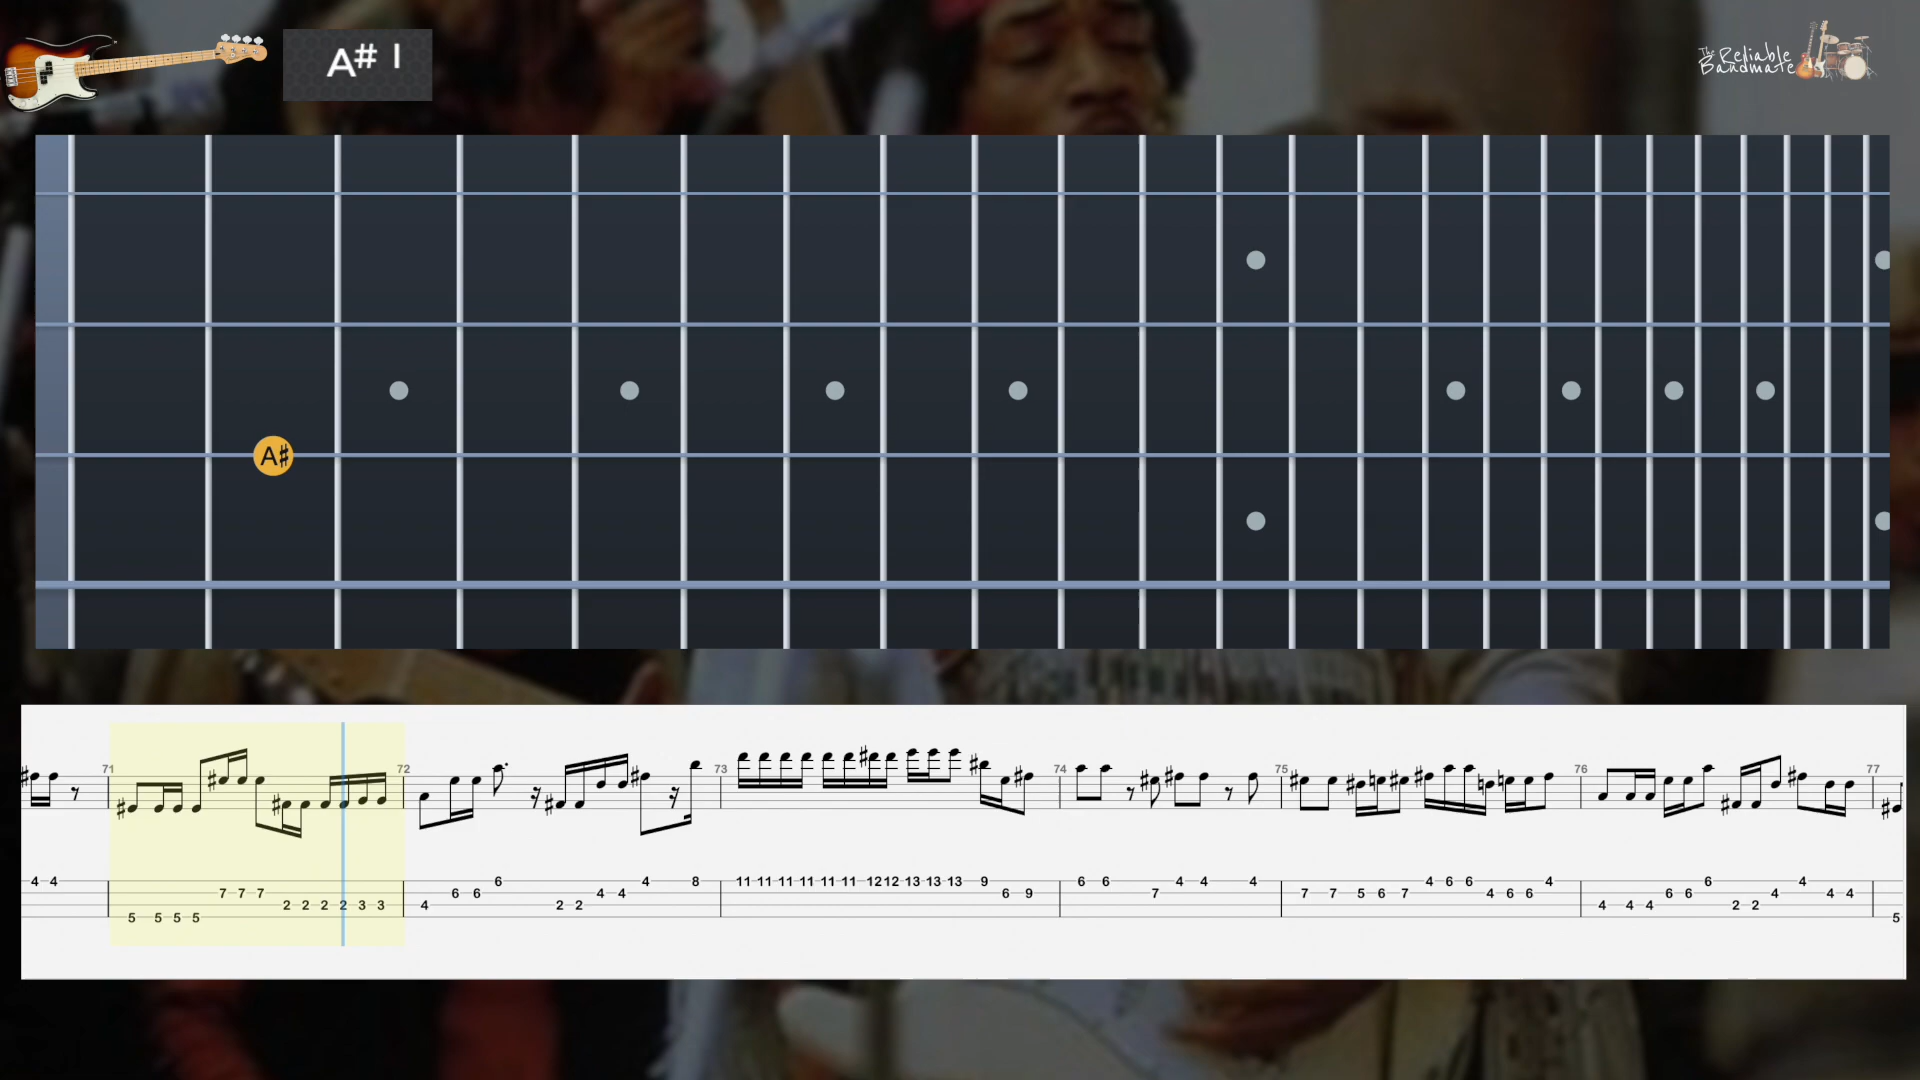 A# 1
The Reliable
Bandmate
A♯
71 72 73 74 75 76 77
4 4 6 4 8 11 11 11 11 11 11 12 12 13 13 13 9 6 6 4 4 4 4 6 6 4 6 4
7 7 7 6 6 4 4 6 9 7 7 7 5 6 7 4 6 6 6 6 4 4 4
2 2 2 2 3 3 4 2 2 4 4 4 2 2
5 5 5 5 5